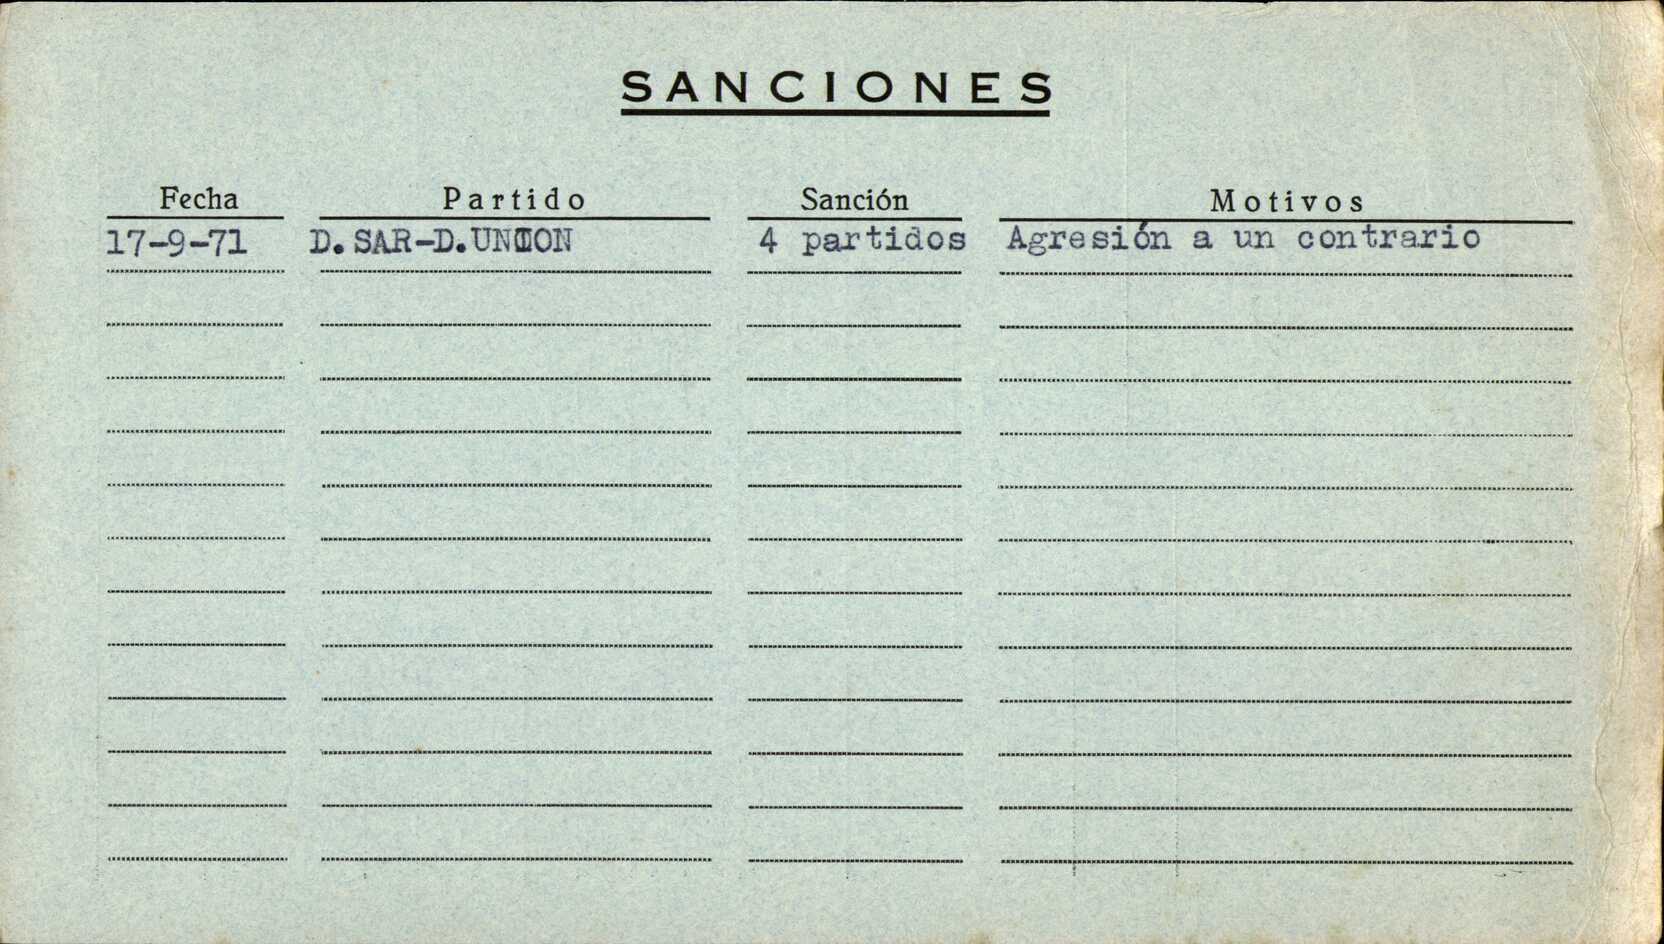 SANCIONES
Fecha Partido Sanción Motivos
17-9-71 D.SAR-D.UNION 4 partidos Agresión a un contrario